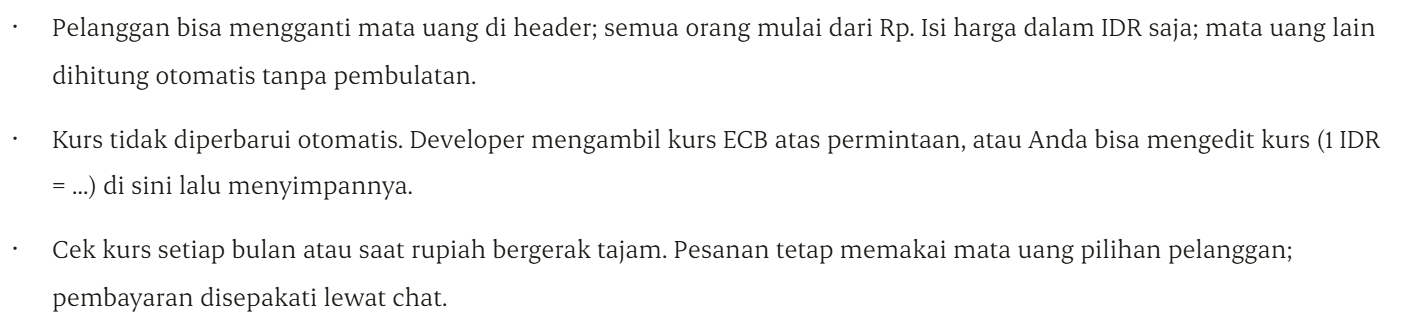 · Pelanggan bisa mengganti mata uang di header; semua orang mulai dari Rp. Isi harga dalam IDR saja; mata uang lain
dihitung otomatis tanpa pembulatan.
· Kurs tidak diperbarui otomatis. Developer mengambil kurs ECB atas permintaan, atau Anda bisa mengedit kurs (1 IDR
= ...) di sini lalu menyimpannya.
· Cek kurs setiap bulan atau saat rupiah bergerak tajam. Pesanan tetap memakai mata uang pilihan pelanggan;
pembayaran disepakati lewat chat.